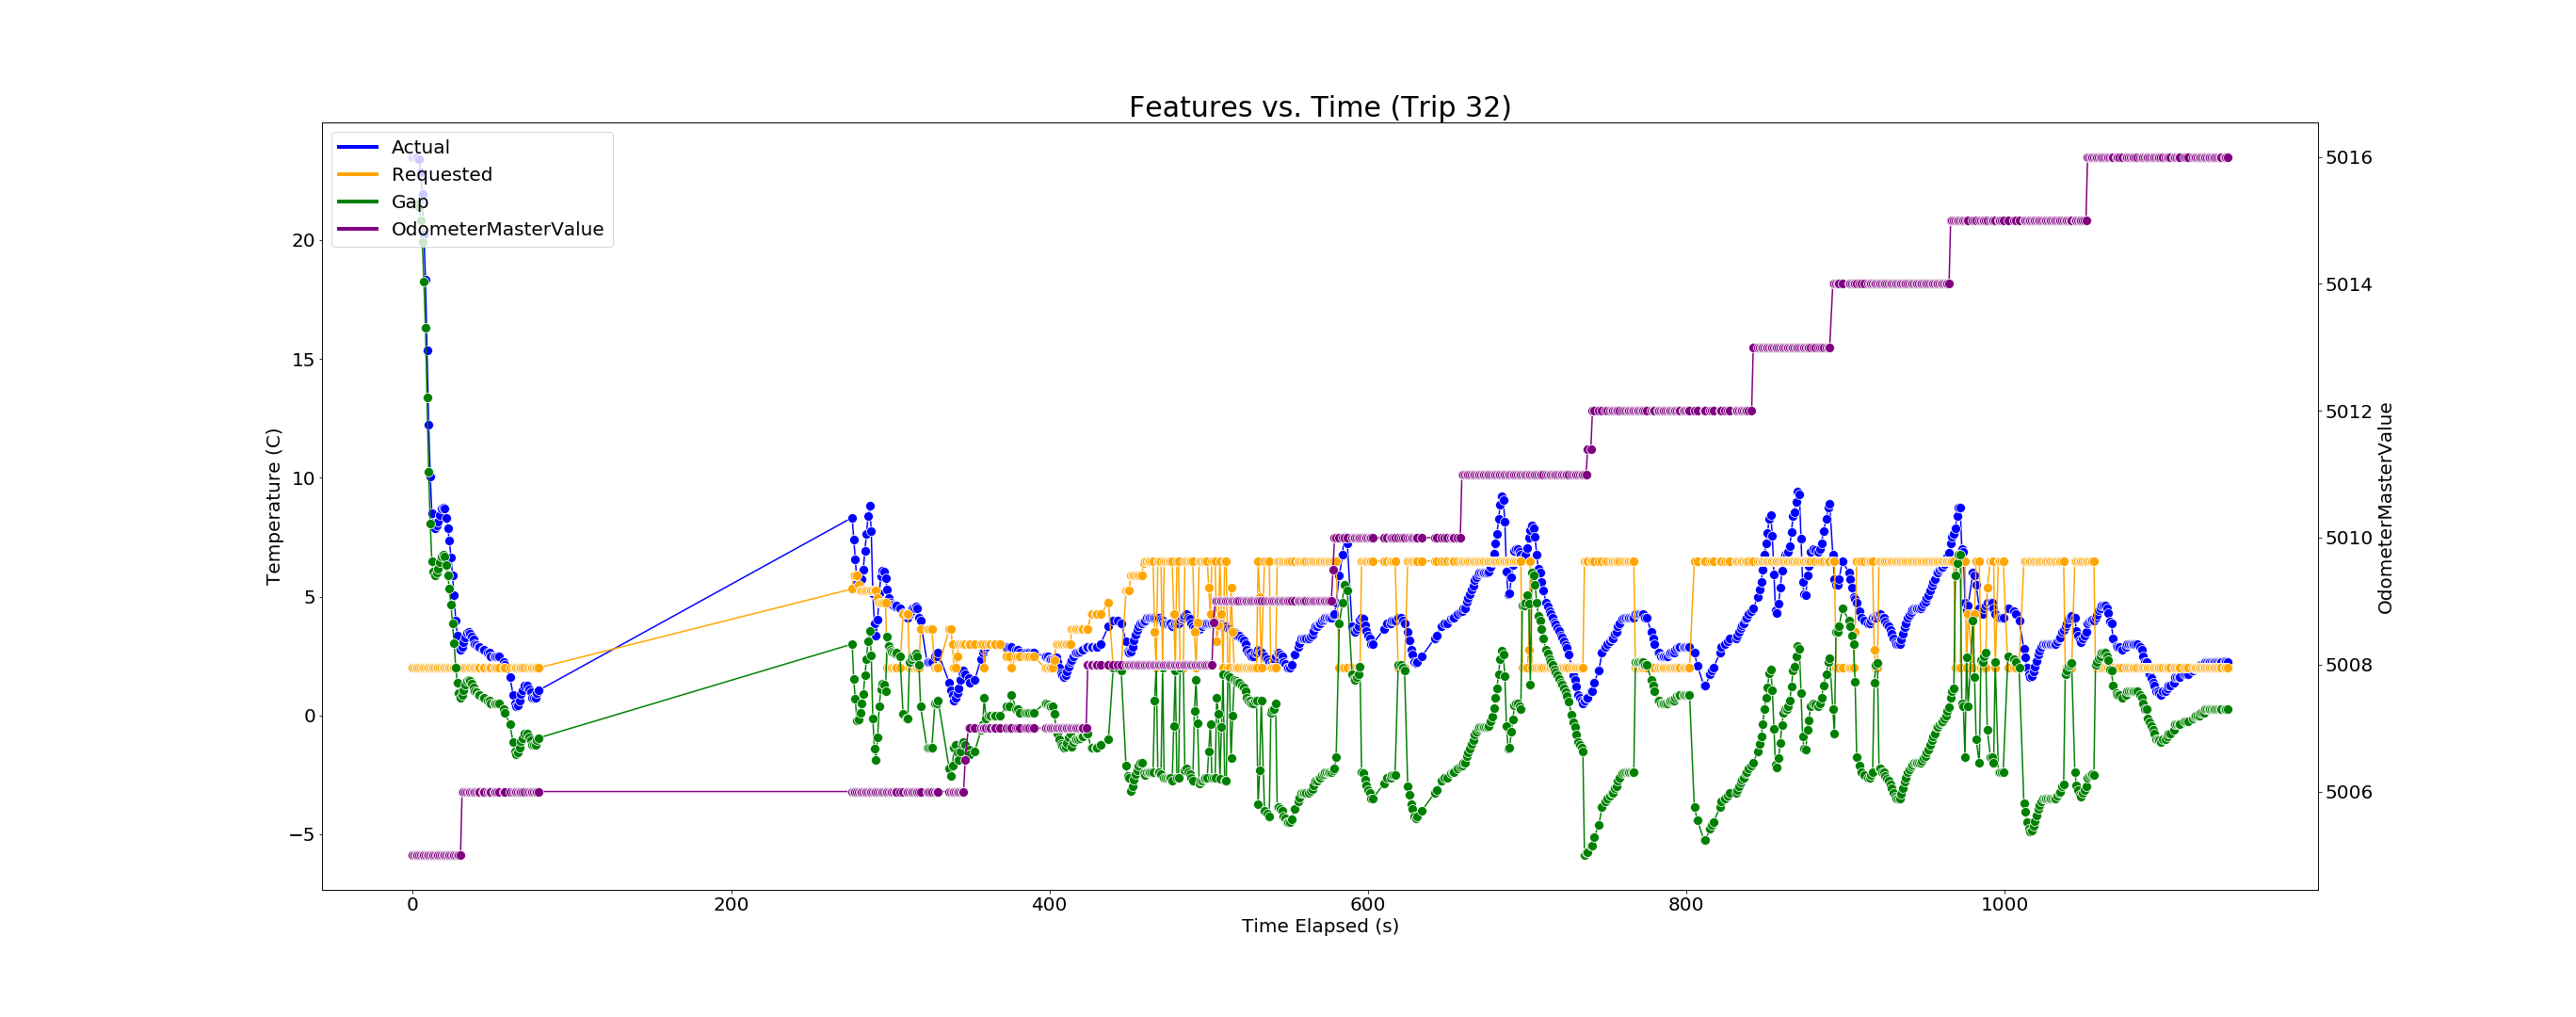 Features vs. Time (Trip 32)
Actual
Requested
Gap
OdometerMasterValue
Temperature (C)
20
15
10
5
0
−5
5016
5014
5012
5010
5008
5006
OdometerMasterValue
0 200 400 600 800 1000
Time Elapsed (s)